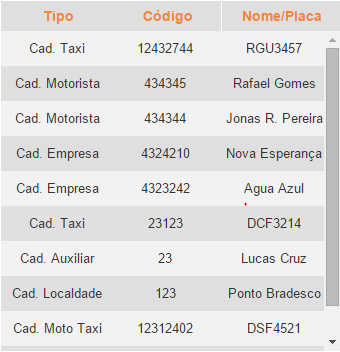 Tipo Código Nome/Placa
Cad. Taxi 12432744 RGU3457
Cad. Motorista 434345 Rafael Gomes
Cad. Motorista 434344 Jonas R. Pereira
Cad. Empresa 4324210 Nova Esperança
Cad. Empresa 4323242 Agua Azul
Cad. Taxi 23123 DCF3214
Cad. Auxiliar 23 Lucas Cruz
Cad. Localdade 123 Ponto Bradesco
Cad. Moto Taxi 12312402 DSF4521